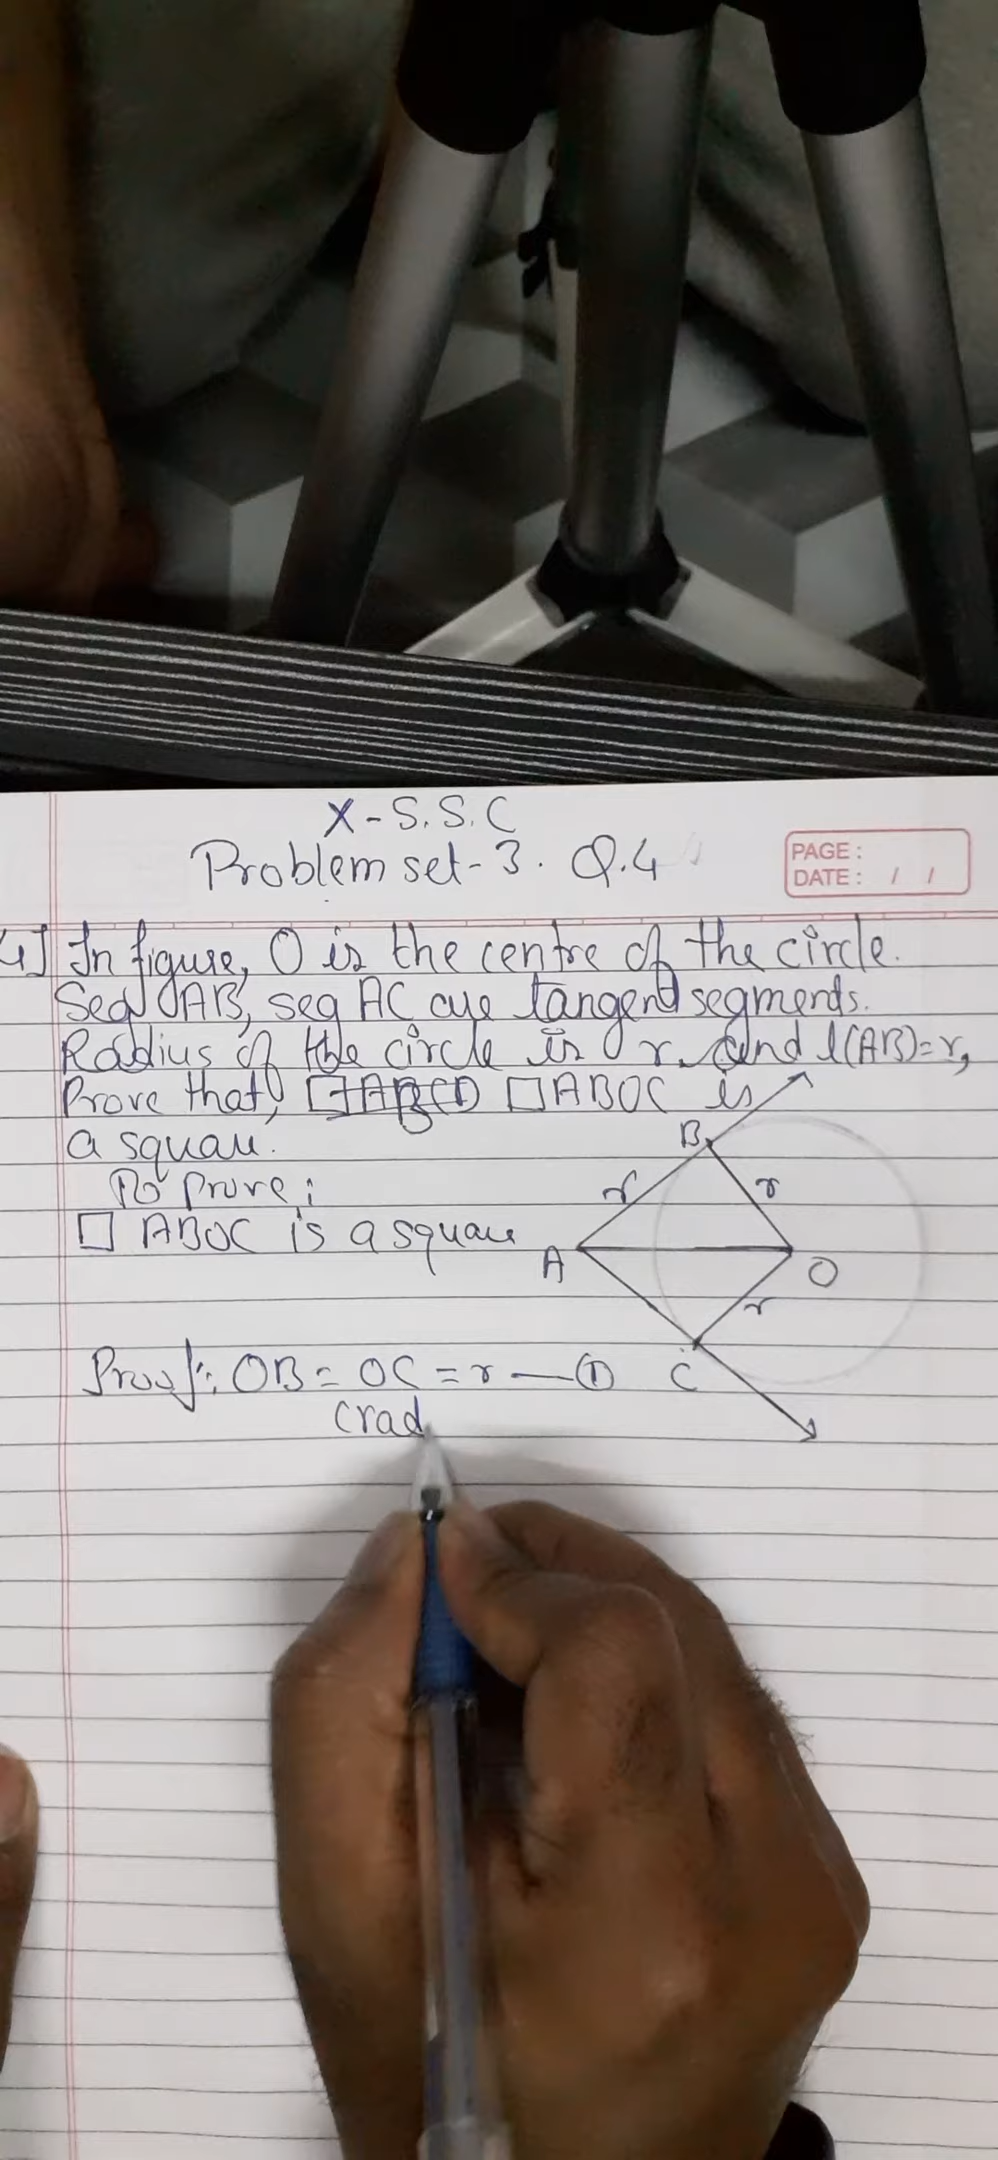 X - S.S.C
Problem set - 3. Q.4
PAGE :
DATE : / /
4] In figure, O is the centre of the circle.
Seg AB, seg AC are tangent segments.
Radius of the circle is r and l(AB)=r,
Prove that, □ABOC is
a square.
To prove:
□ ABOC is a square
B
r
r
A
O
r
C
Proof: OB = OC = r — ①
(rad